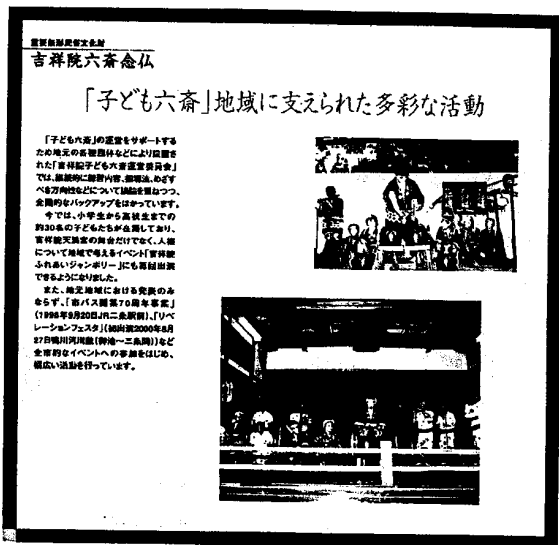 重要無形民俗文化財
吉祥院六斎念仏
「子ども六斎」地域に支えられた多彩な活動
「子ども六斎」の運営をサポートする
ため地元の各種団体などにより設置さ
れた「吉祥院子ども六斎運営委員会」
では、継続的に練習内容、指導法、めざす
べき方向性などについて論議を重ねつつ、
全面的なバックアップをはかっています。
今では、小学生から高校生までの
約30名の子どもたちが在籍しており、
吉祥院天満宮の舞台だけでなく、人権
について地域で考えるイベント「吉祥院
ふれあいジャンボリー」にも毎回出演
できるようになりました。
また、地元地域における発表のみ
ならず、「市バス開業70周年事業」
(1998年9月20日JR二条駅前)、「リベ
レーションフェスタ」(初出演2000年8月
27日鴨川河川敷(御池〜三条間))など
全市的なイベントへの参加をはじめ、
幅広い活動を行っています。